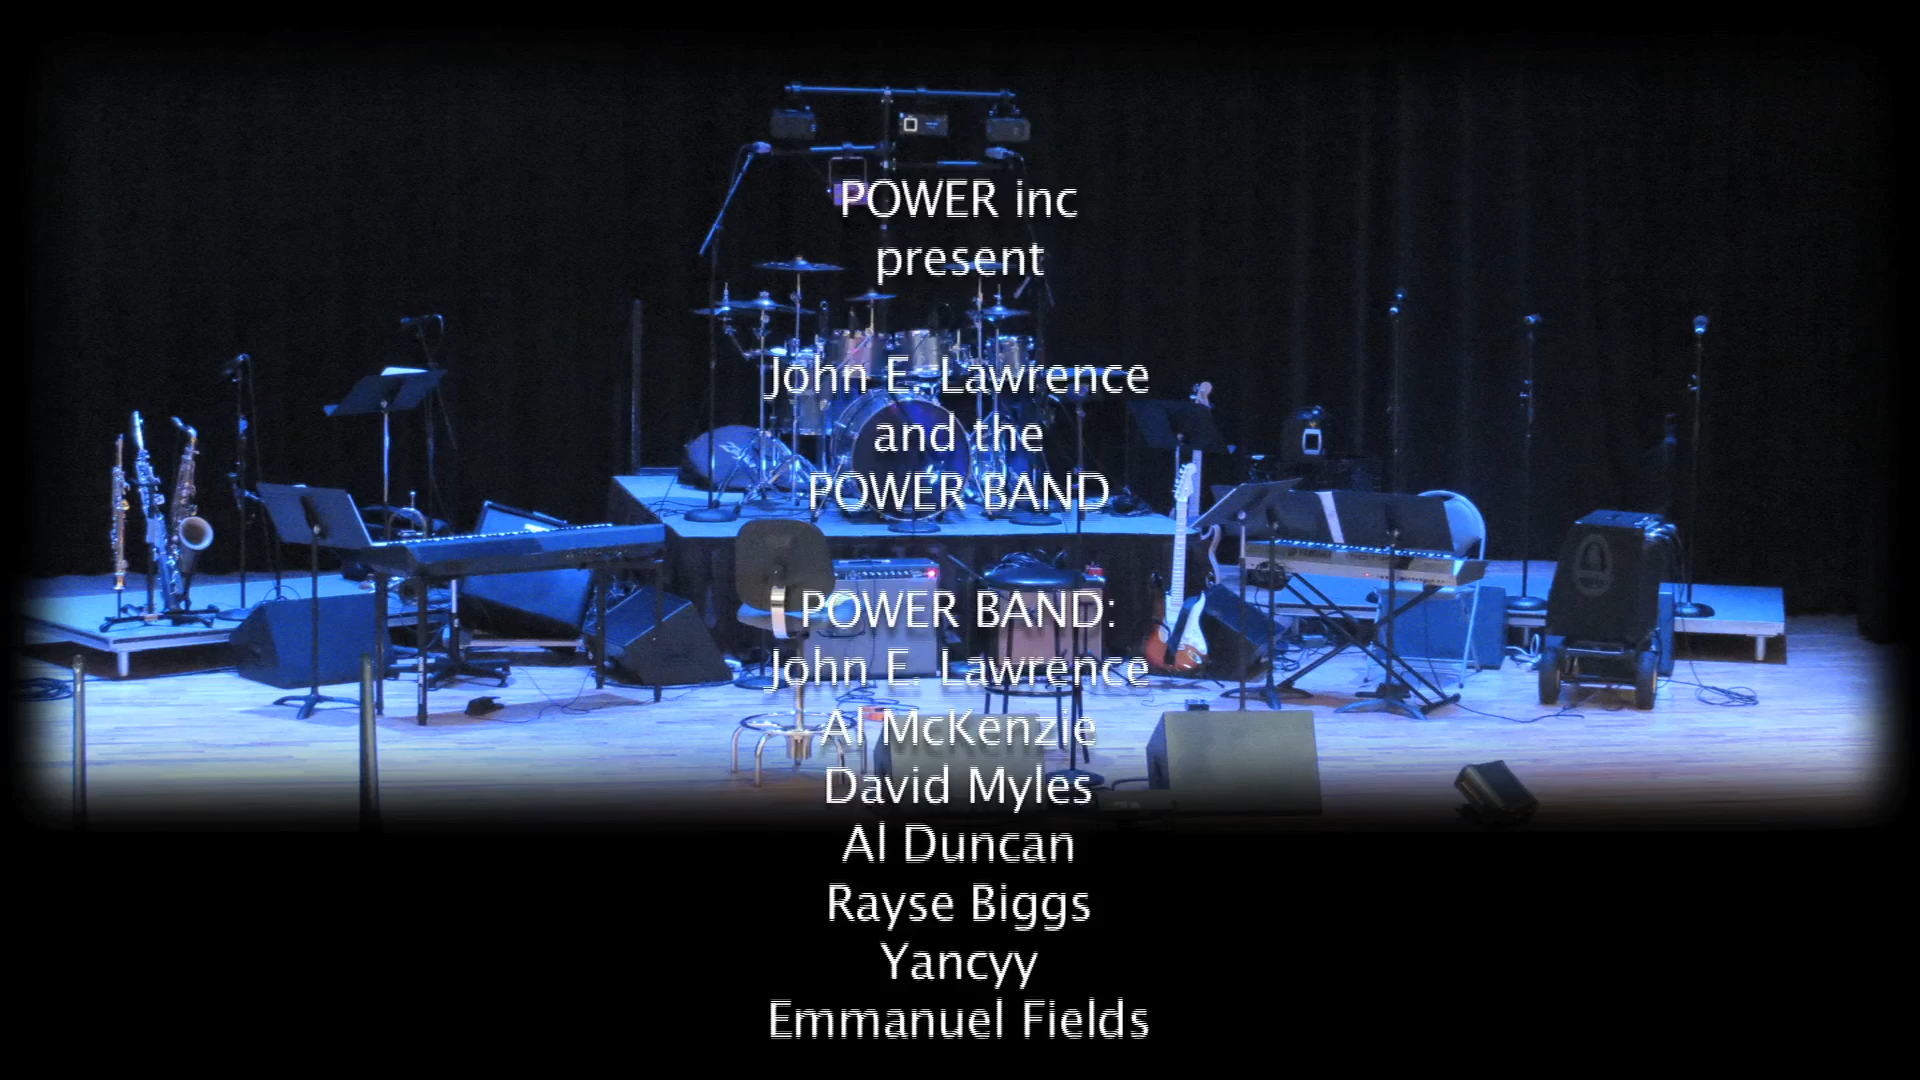 POWER inc
present
John E. Lawrence
and the
POWER BAND
POWER BAND:
John E. Lawrence
Al McKenzie
David Myles
Al Duncan
Rayse Biggs
Yancyy
Emmanuel Fields